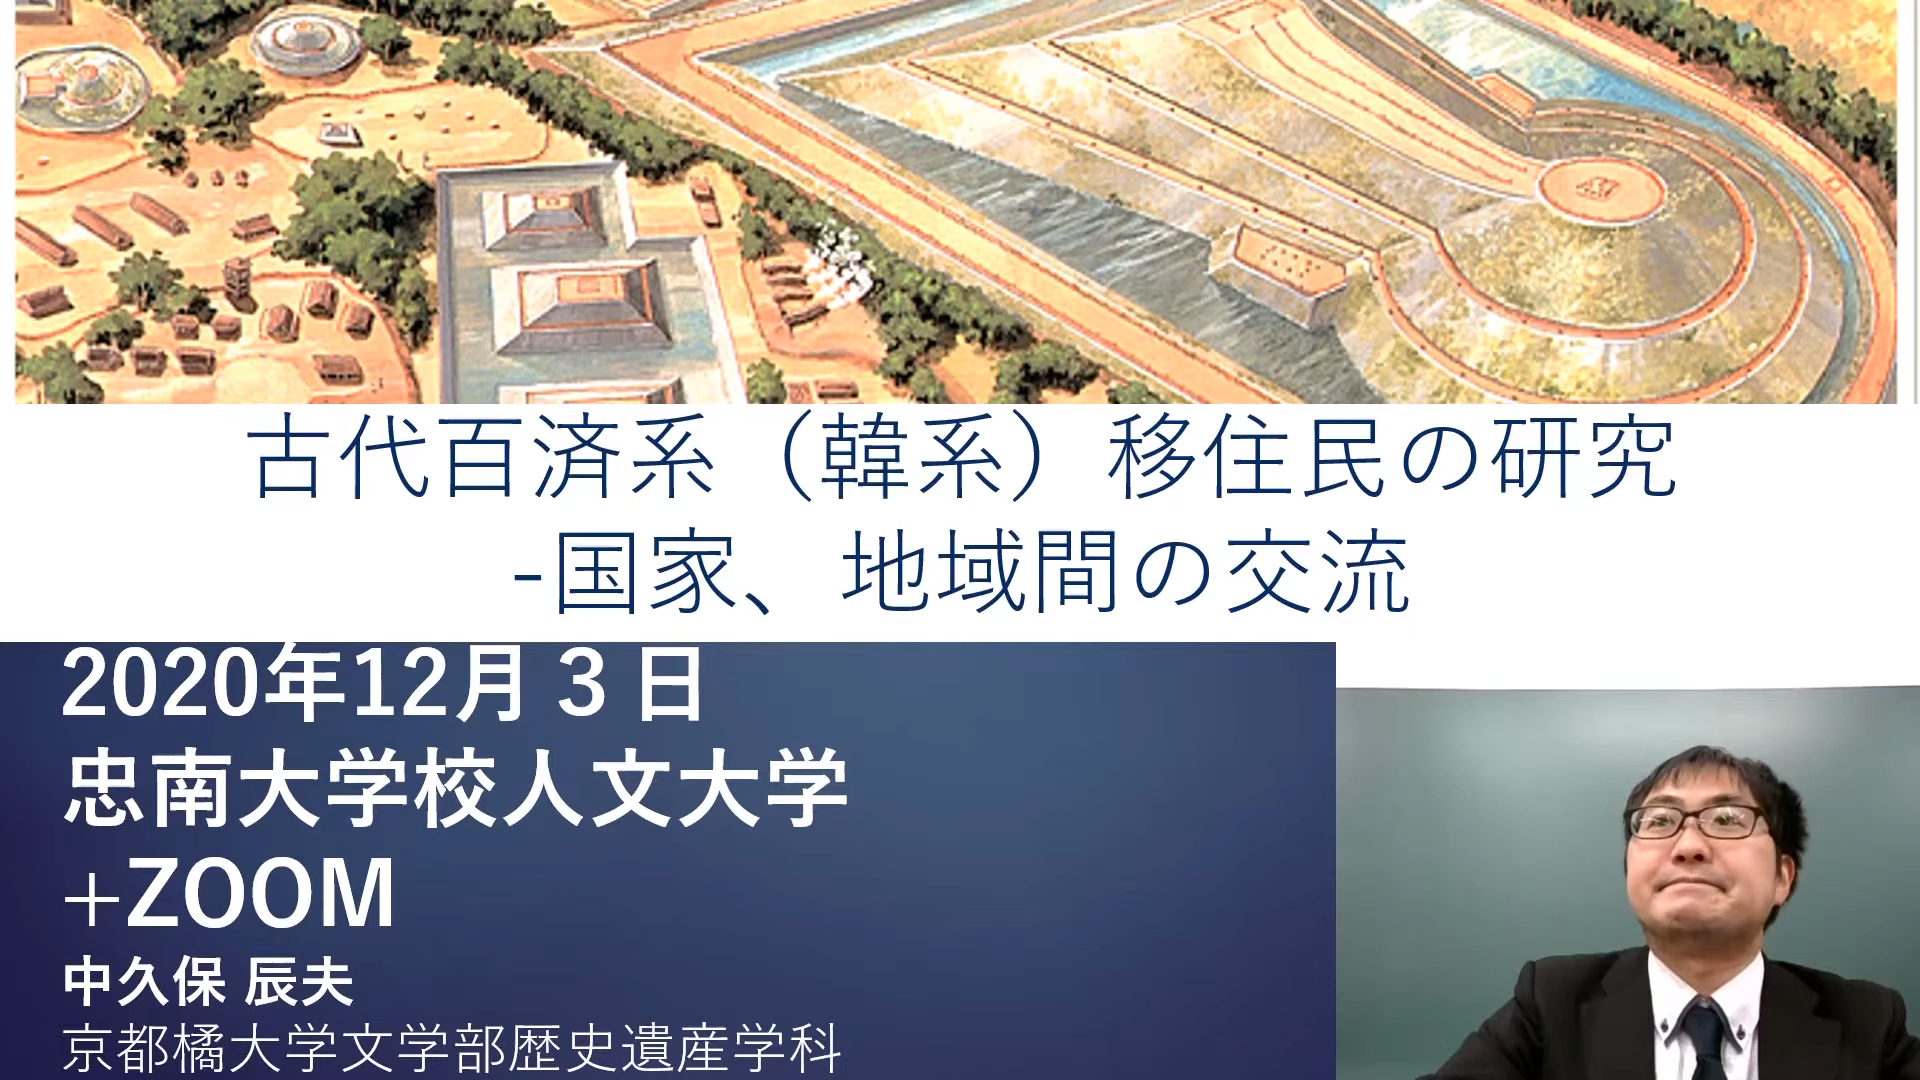 古代百済系（韓系）移住民の研究
-国家、地域間の交流
2020年12月３日
忠南大学校人文大学
+ZOOM
中久保 辰夫
京都橘大学文学部歴史遺産学科